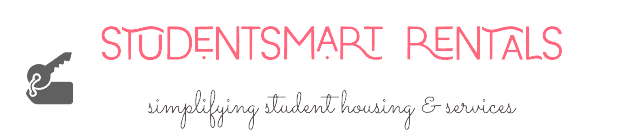 STUDENTSMART RENTALS
simplifying student housing & services